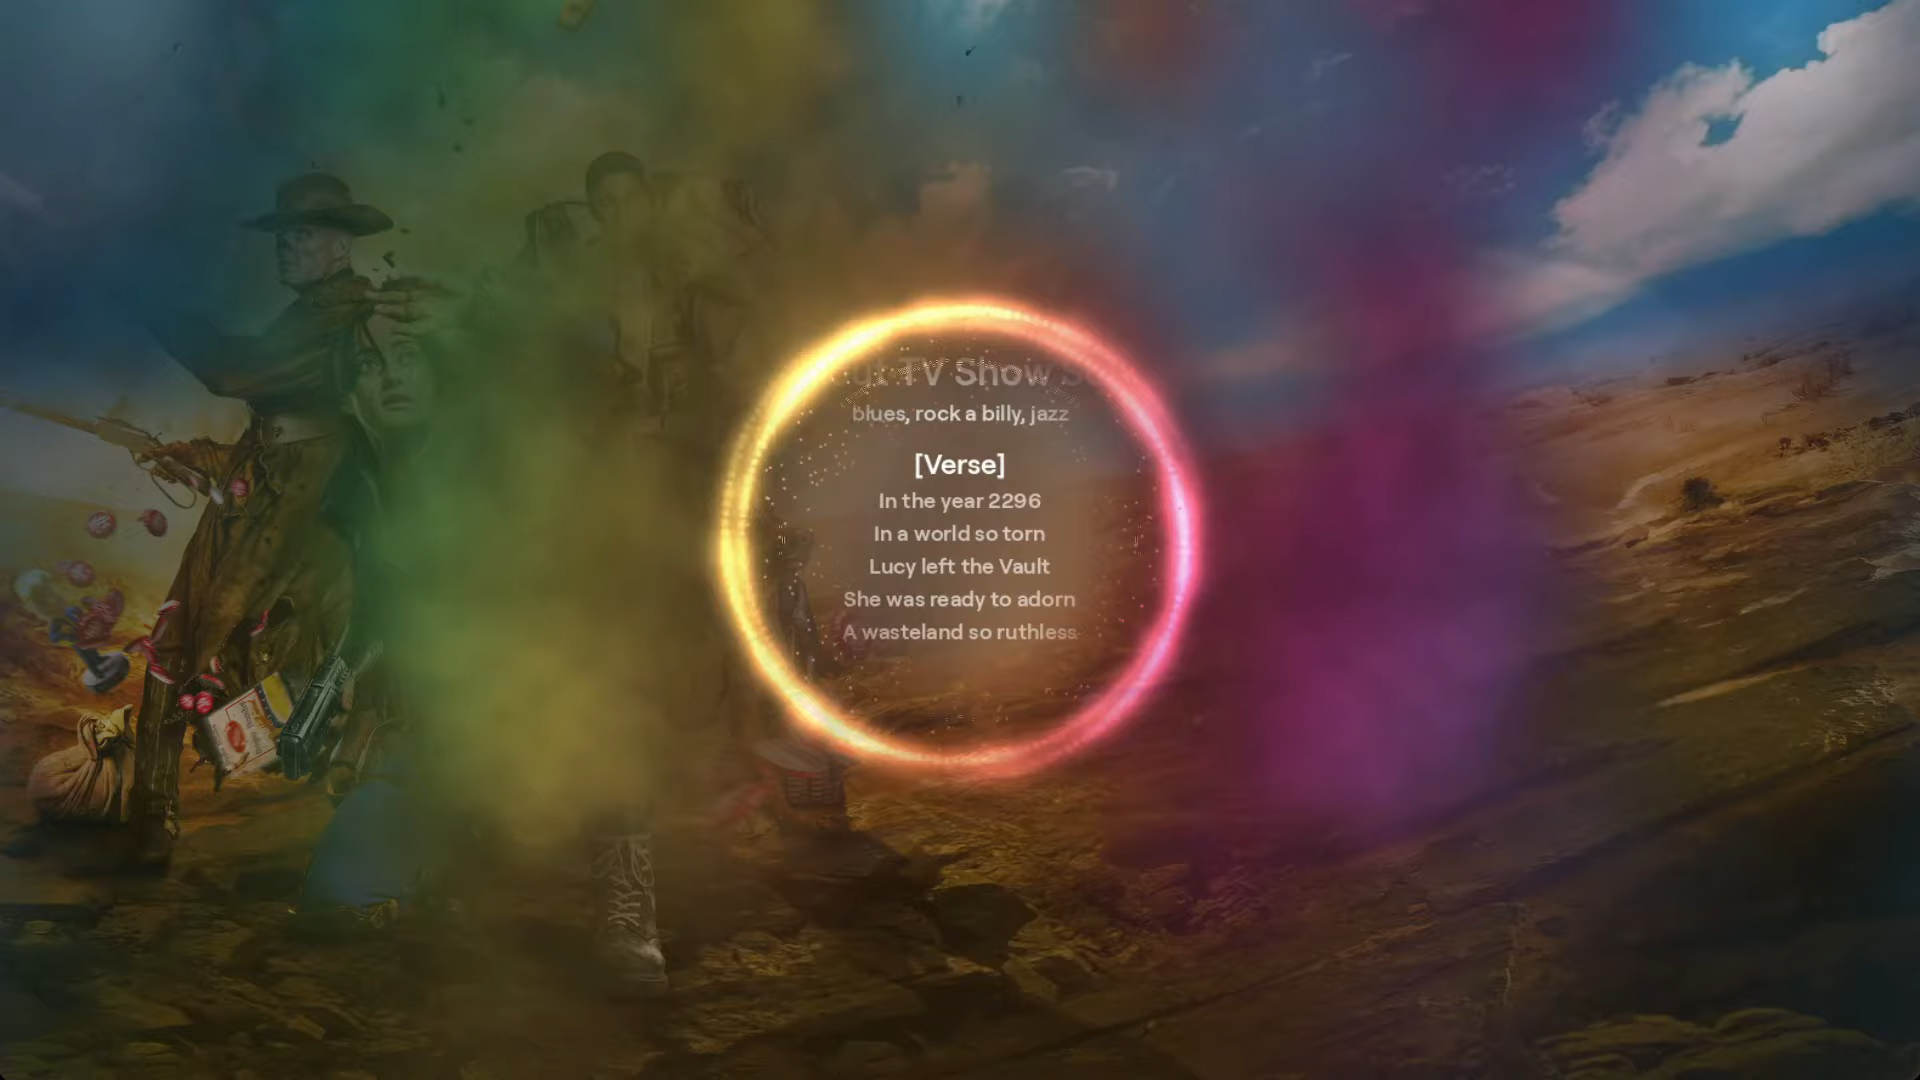 TV Show
blues, rock a billy, jazz
[Verse]
In the year 2296
In a world so torn
Lucy left the Vault
She was ready to adorn
A wasteland so ruthless